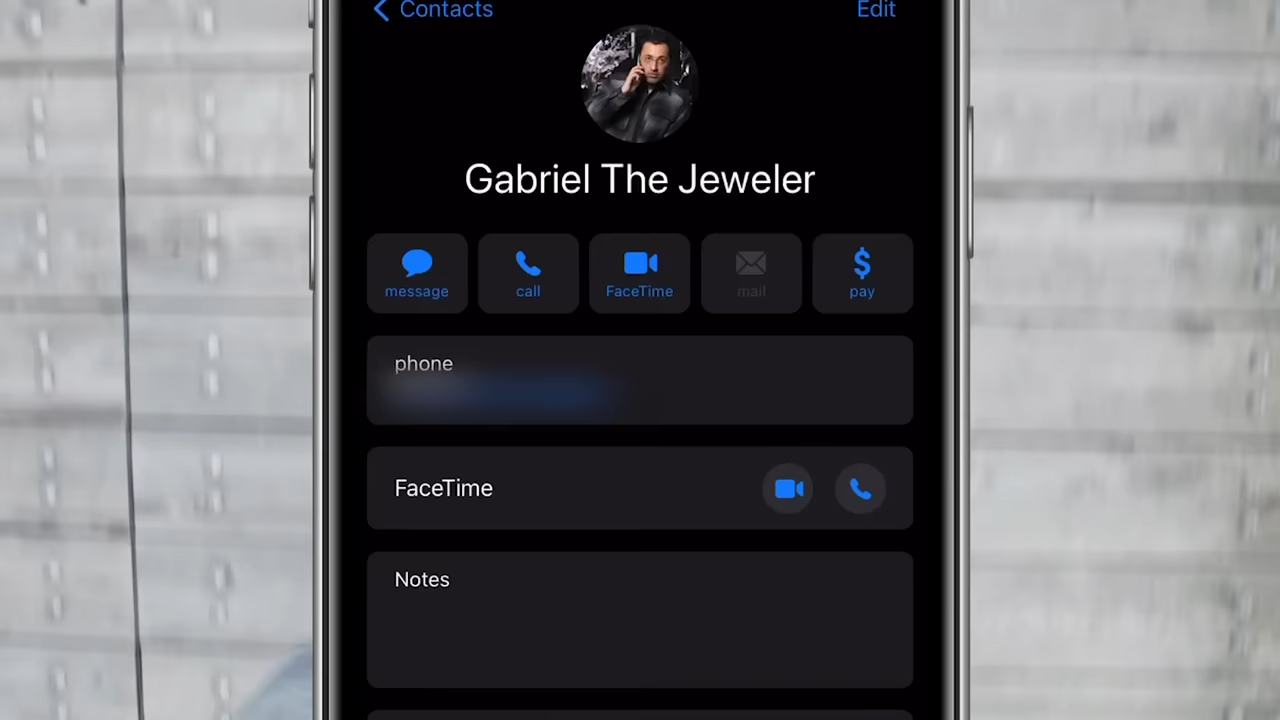 Contacts
Edit
Gabriel The Jeweler
message
call
FaceTime
mail
pay
phone
FaceTime
Notes